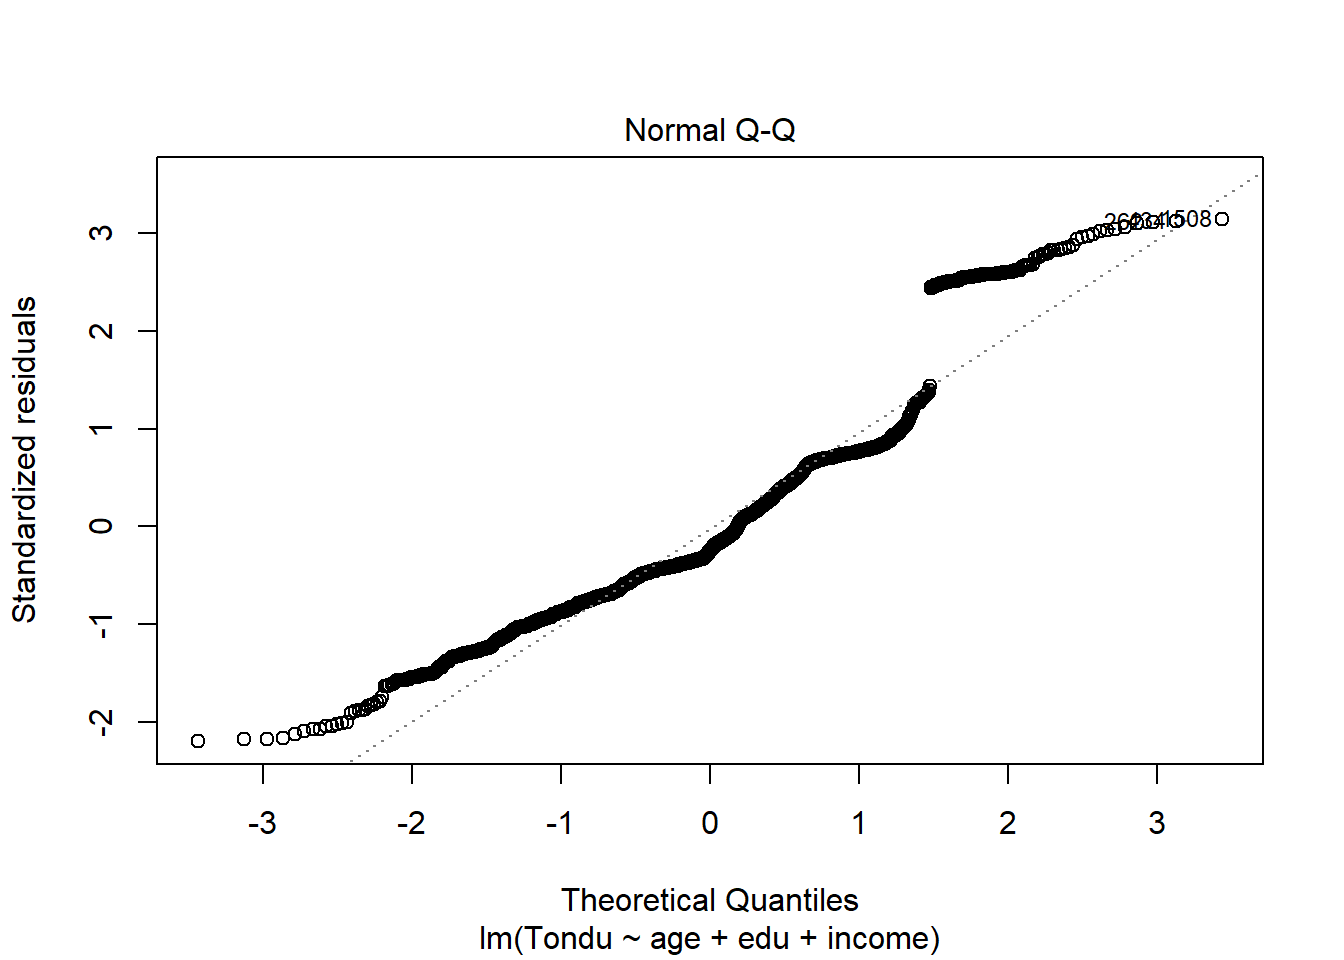 Normal Q-Q
Standardized residuals
3
2
1
0
-1
-2
1508
-3 -2 -1 0 1 2 3
Theoretical Quantiles
lm(Tondu ~ age + edu + income)